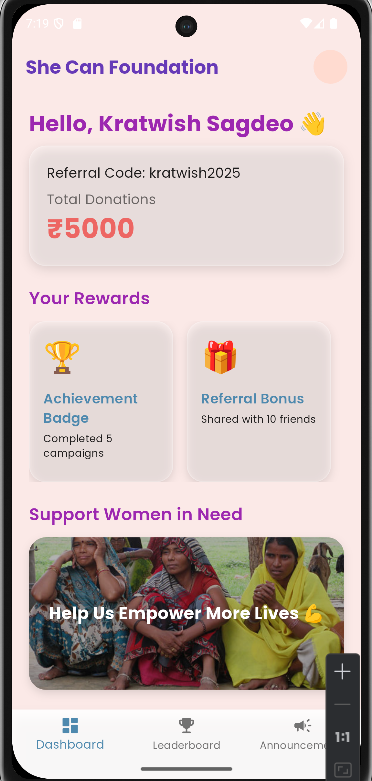 7:19
She Can Foundation
Hello, Kratwish Sagdeo 👋
Referral Code: kratwish2025
Total Donations
₹5000
Your Rewards
🏆 🎁
Achievement
Badge
Completed 5
campaigns
Referral Bonus
Shared with 10 friends
Support Women in Need
Help Us Empower More Lives 💪
Dashboard
Leaderboard
Announceme
1:1